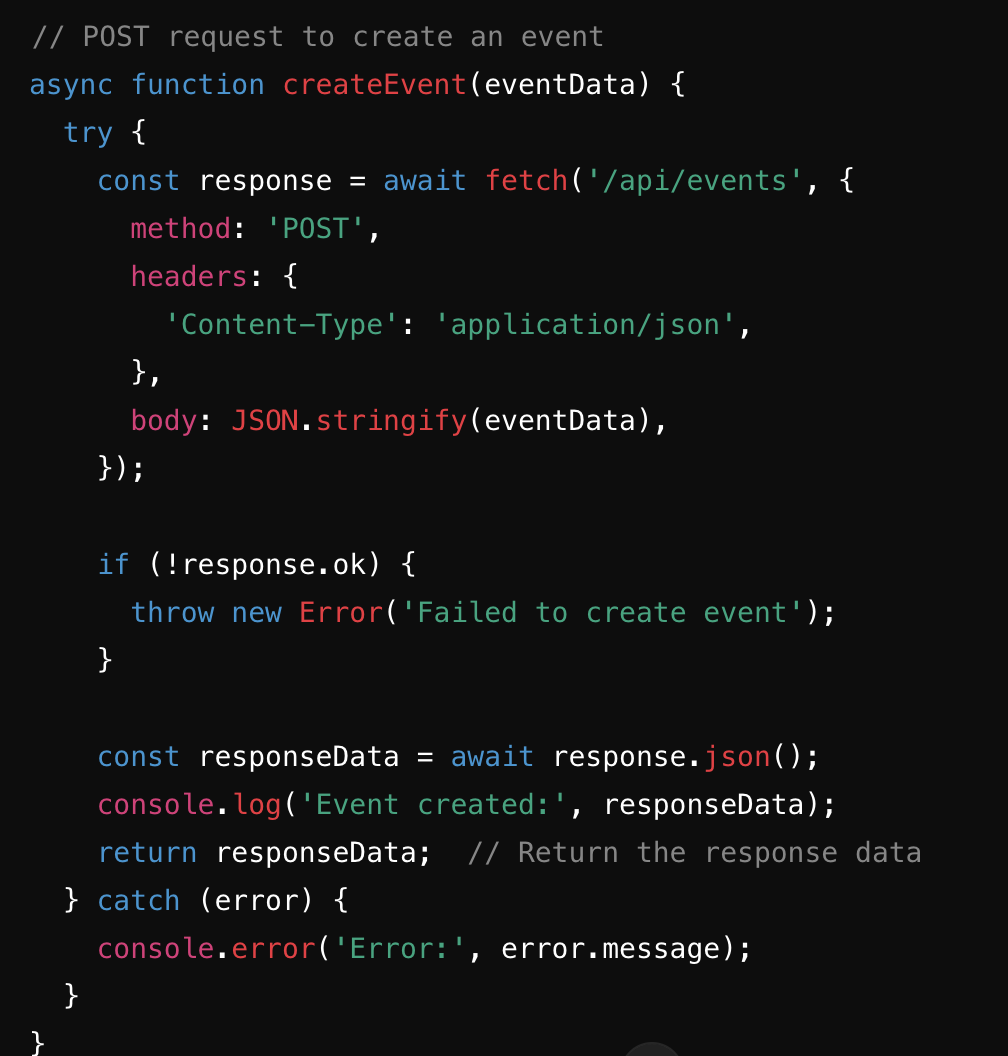 // POST request to create an event
async function createEvent(eventData) {
  try {
    const response = await fetch('/api/events', {
      method: 'POST',
      headers: {
        'Content-Type': 'application/json',
      },
      body: JSON.stringify(eventData),
    });

    if (!response.ok) {
      throw new Error('Failed to create event');
    }

    const responseData = await response.json();
    console.log('Event created:', responseData);
    return responseData;  // Return the response data
  } catch (error) {
    console.error('Error:', error.message);
  }
}